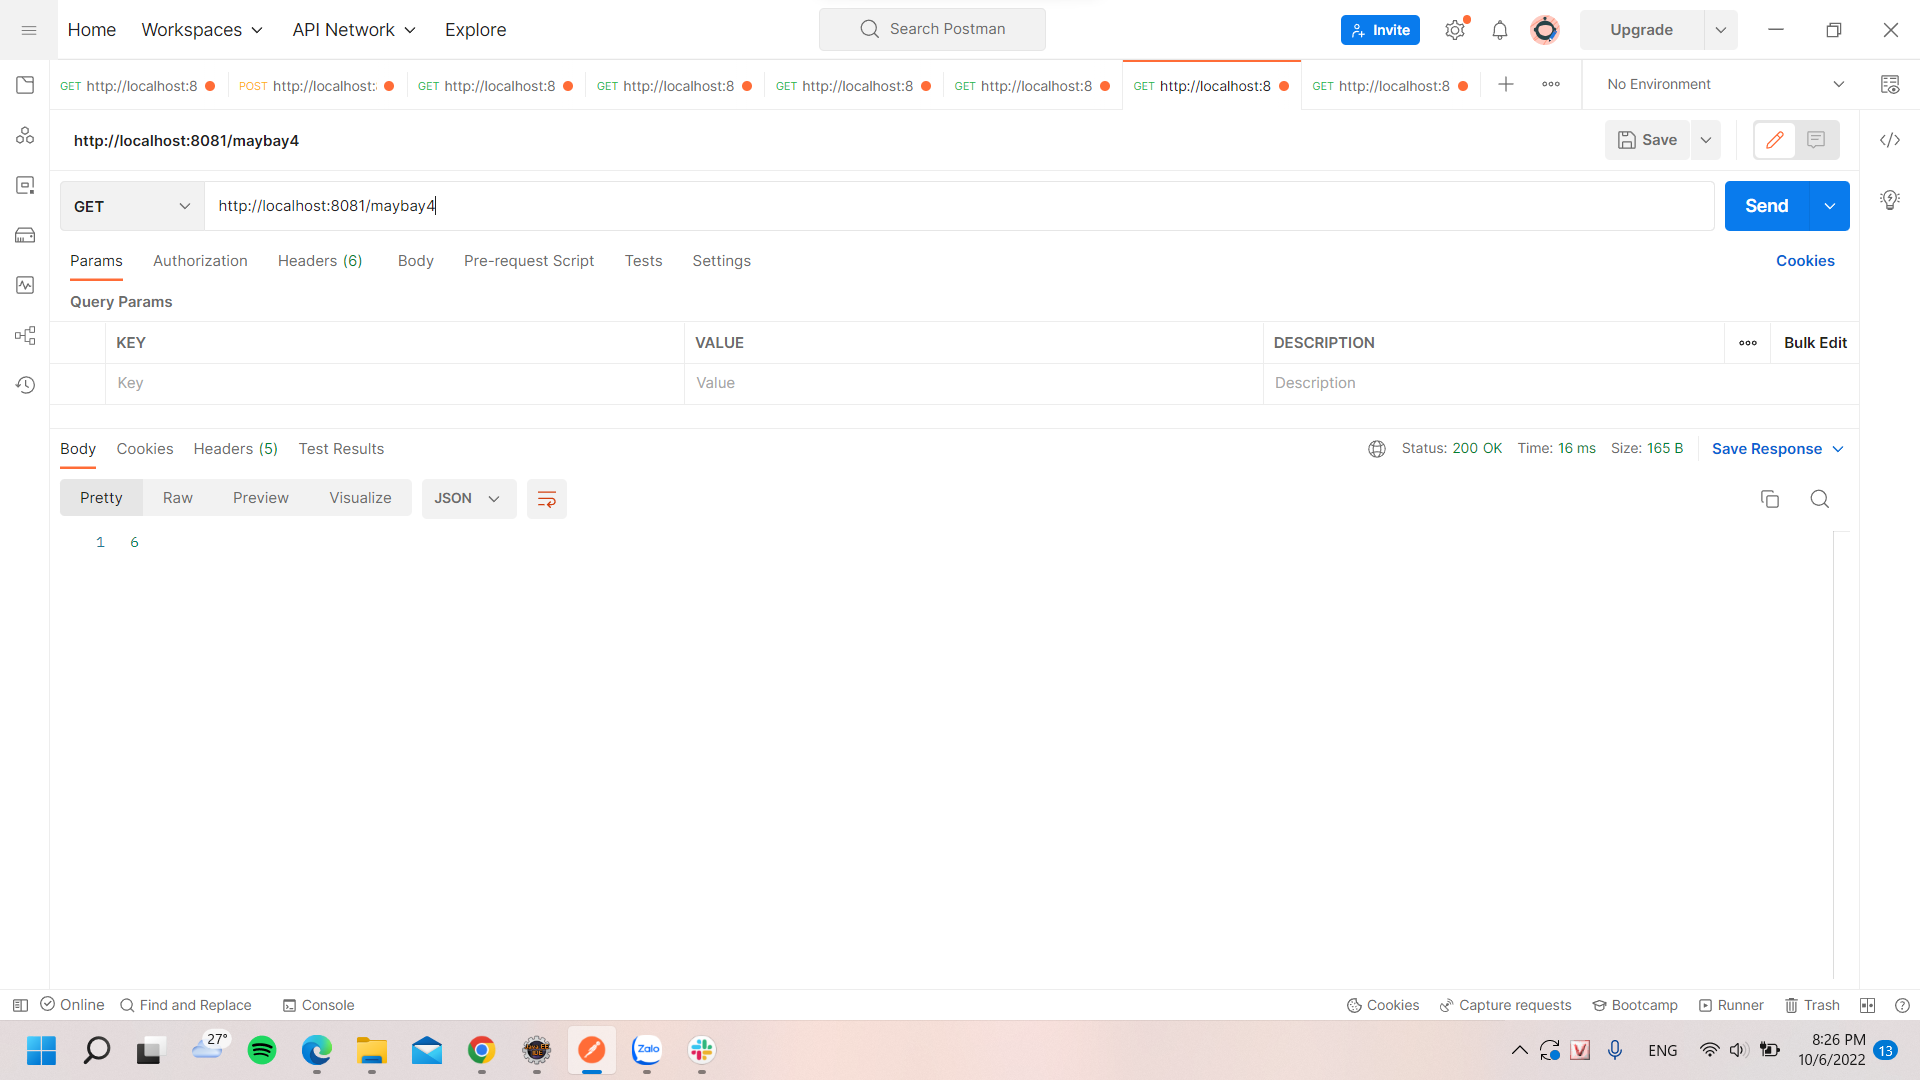 Home Workspaces API Network Explore Search Postman Invite Upgrade
GET http://localhost:8 POST http://localhost: GET http://localhost:8 GET http://localhost:8 GET http://localhost:8 GET http://localhost:8 GET http://localhost:8 GET http://localhost:8 No Environment
http://localhost:8081/maybay4 Save
GET http://localhost:8081/maybay4 Send
Params Authorization Headers (6) Body Pre-request Script Tests Settings Cookies
Query Params
KEY VALUE DESCRIPTION Bulk Edit
Key Value Description
Body Cookies Headers (5) Test Results Status: 200 OK Time: 16 ms Size: 165 B Save Response
Pretty Raw Preview Visualize JSON
1 6
Online Find and Replace Console Cookies Capture requests Bootcamp Runner Trash
27° Zalo ENG 8:26 PM
10/6/2022 13